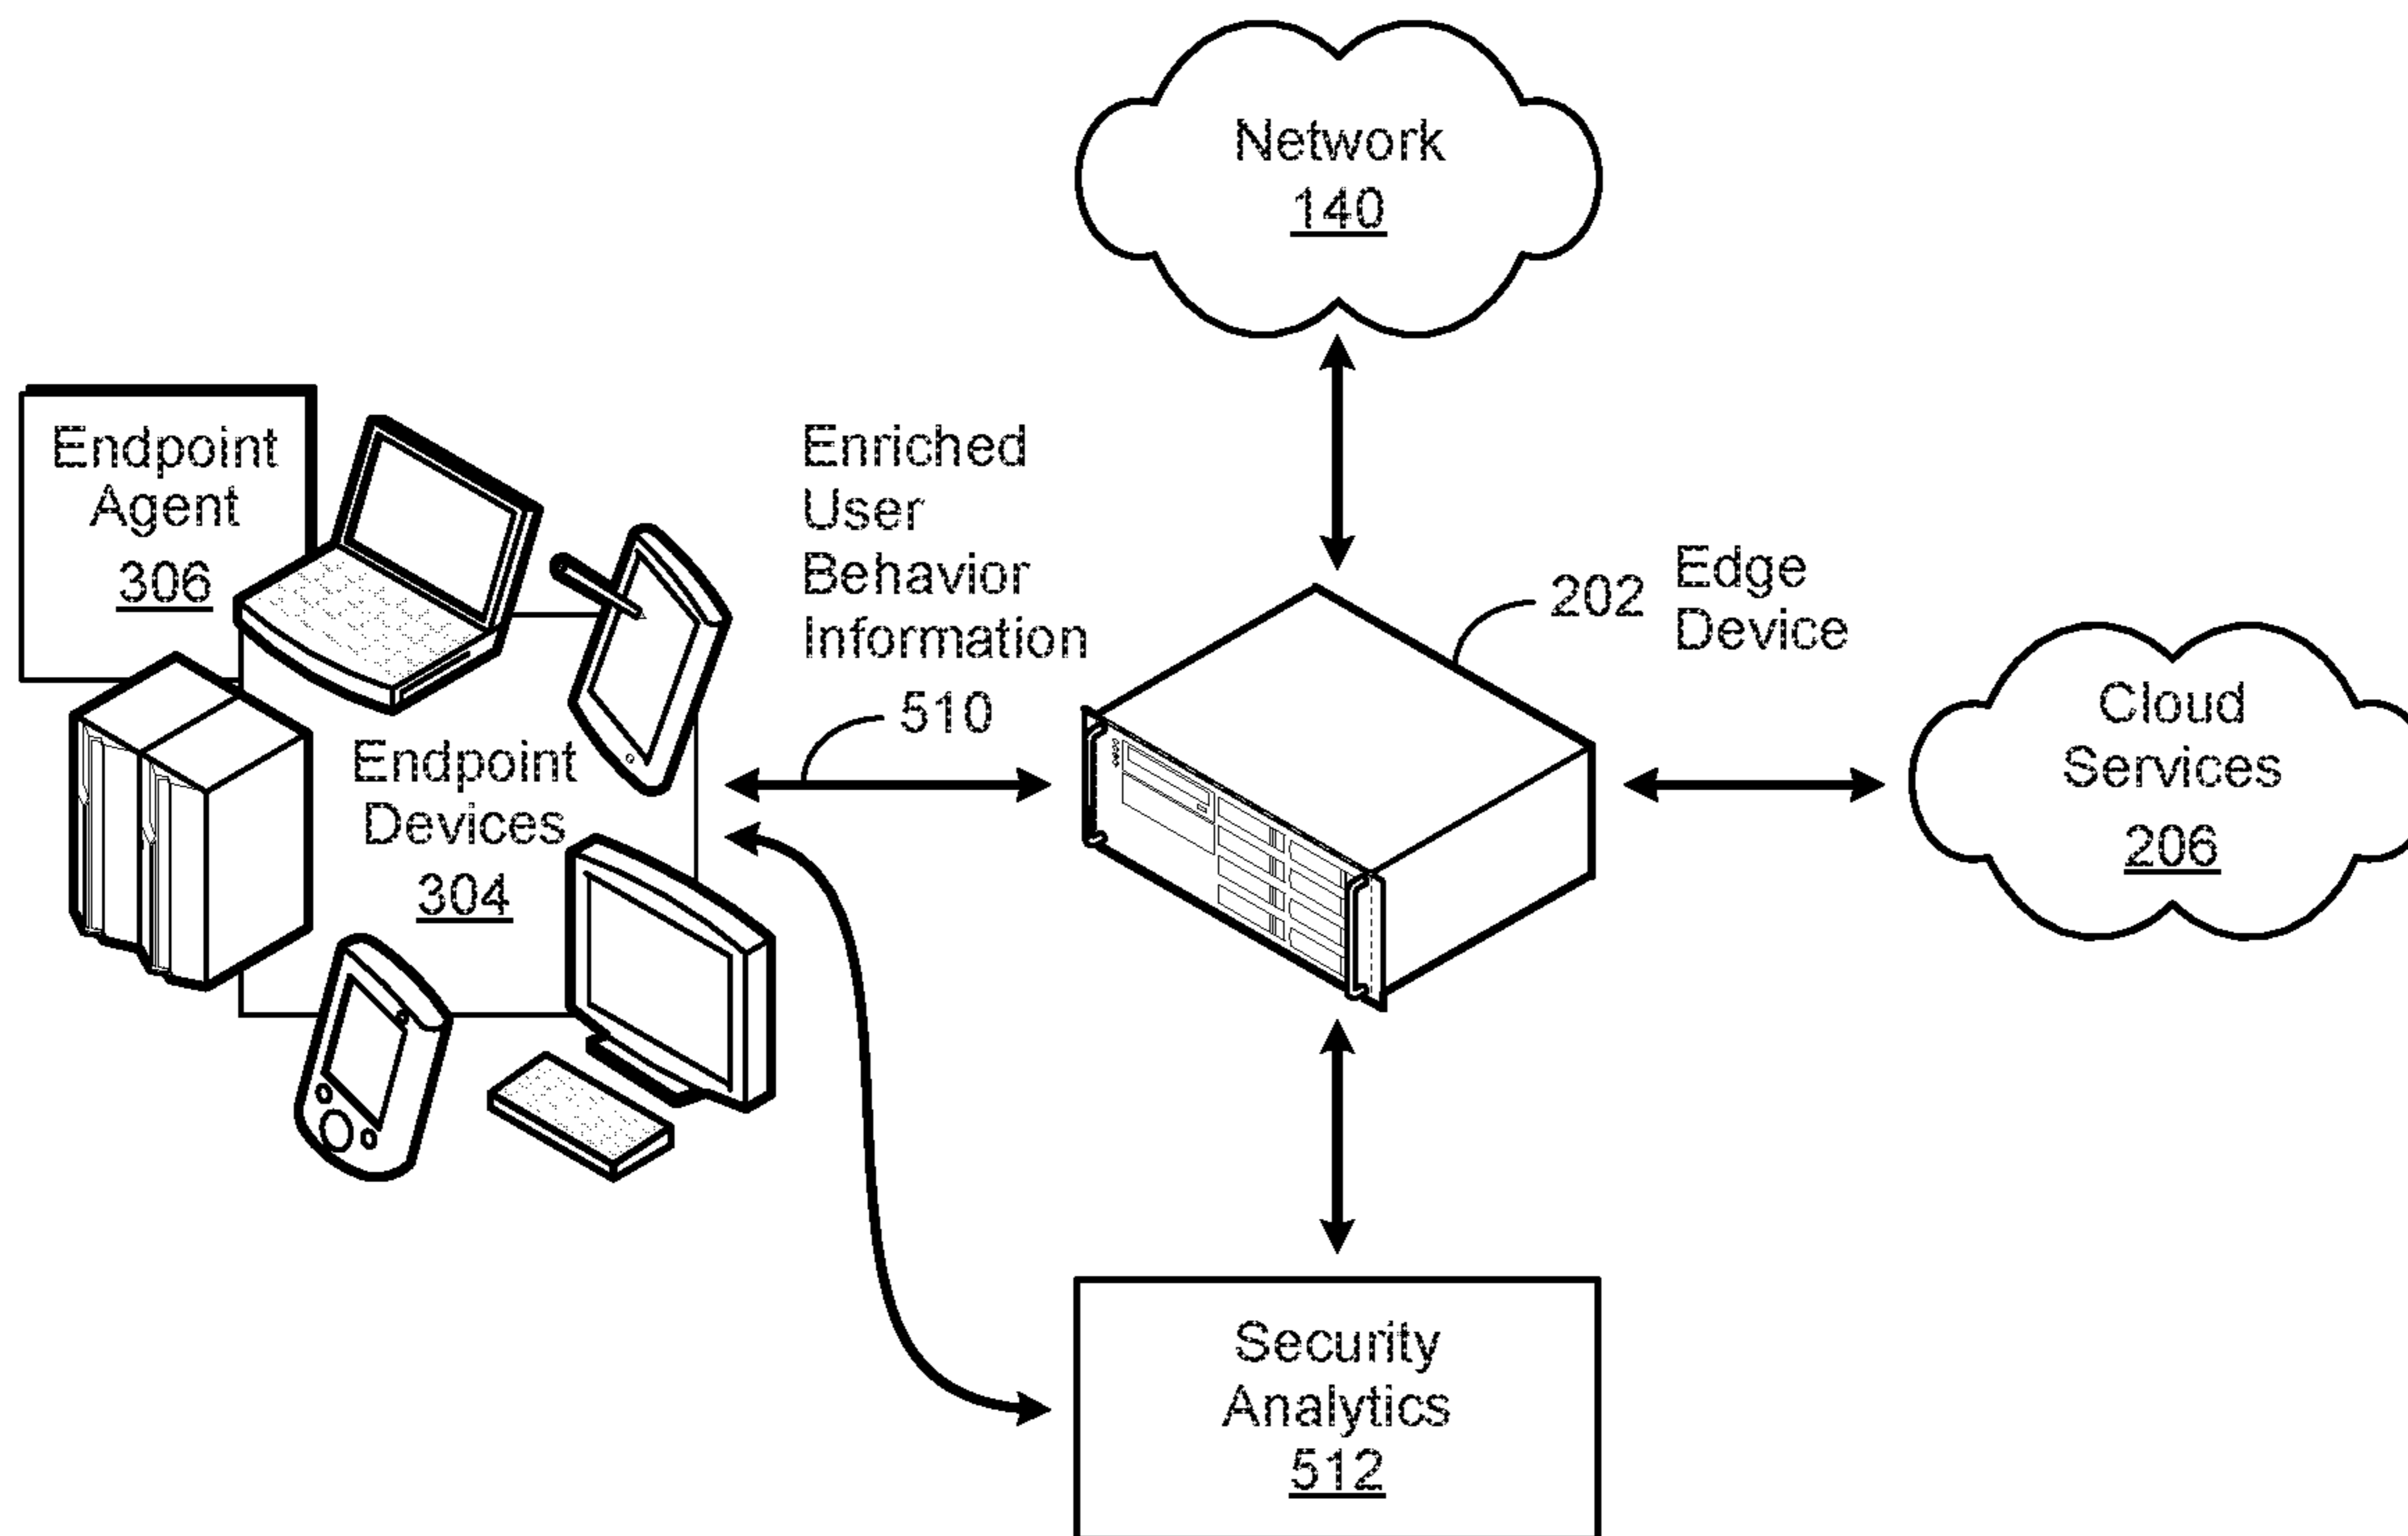 Network
140
Endpoint
Agent
306
Enriched
User
Behavior
Information
510
202
Edge
Device
Cloud
Services
206
Endpoint
Devices
304
Security
Analytics
512